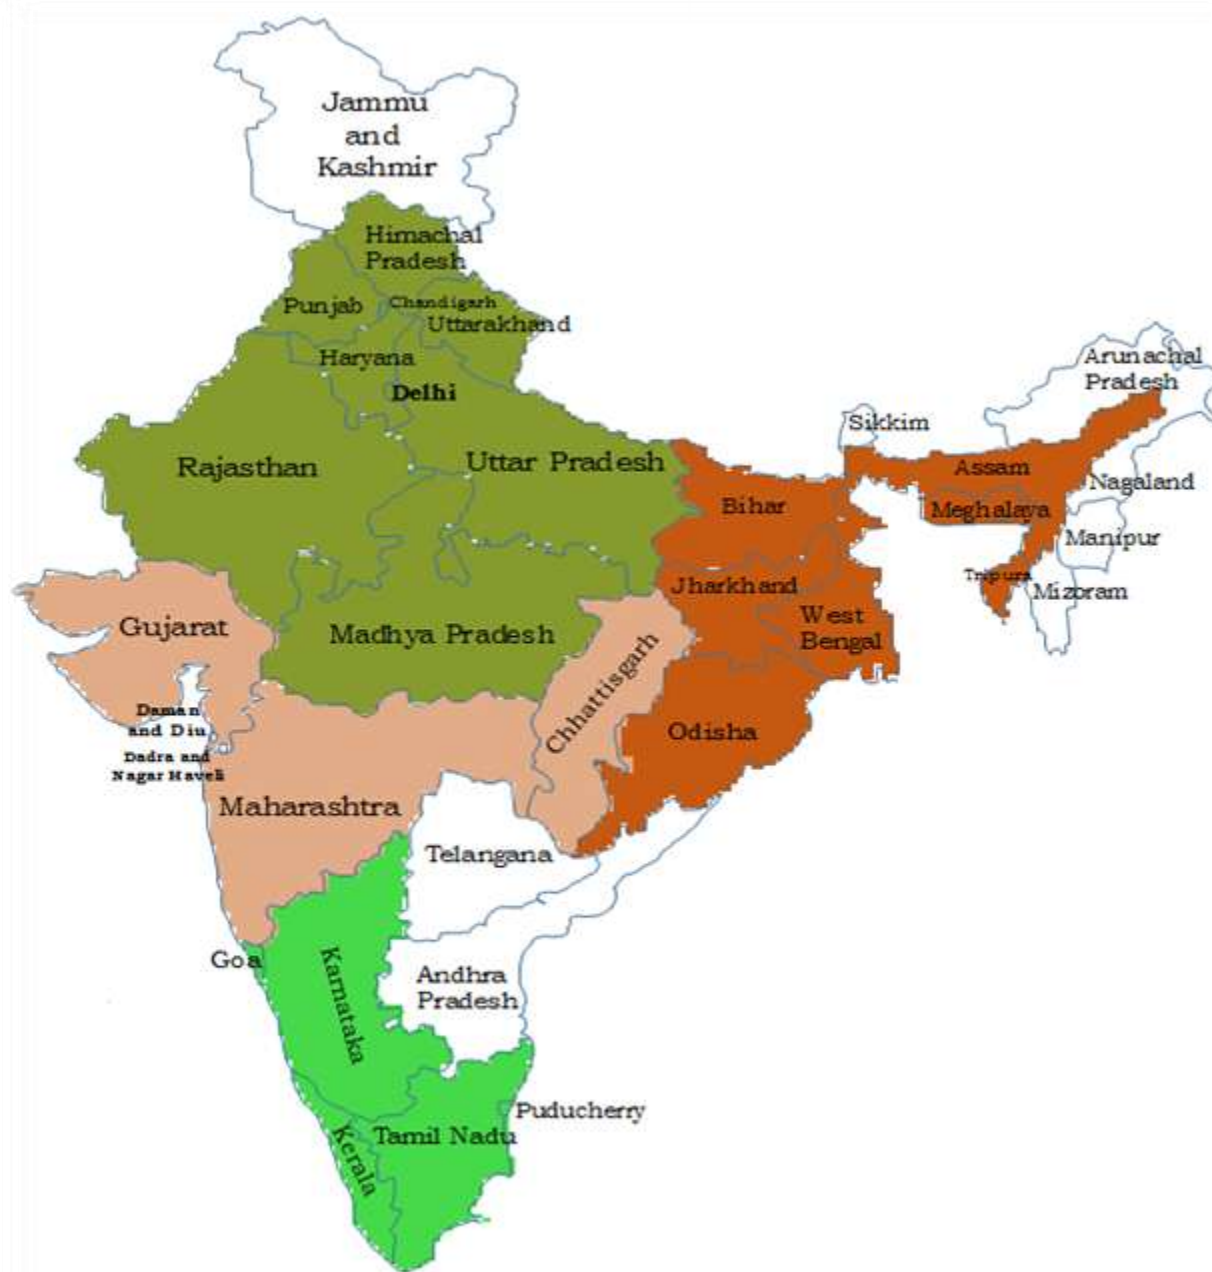 Jammu
and
Kashmir
Himachal
Pradesh
Punjab
Chandigarh
Uttarakhand
Haryana
Delhi
Rajasthan
Uttar Pradesh
Bihar
Sikkim
Arunachal
Pradesh
Assam
Nagaland
Meghalaya
Manipur
Tripura
Mizoram
Jharkhand
West
Bengal
Gujarat
Madhya Pradesh
Chhattisgarh
Odisha
Daman
and Diu
Dadra and
Nagar Haveli
Maharashtra
Telangana
Goa
Karnataka
Andhra
Pradesh
Puducherry
Tamil Nadu
Kerala